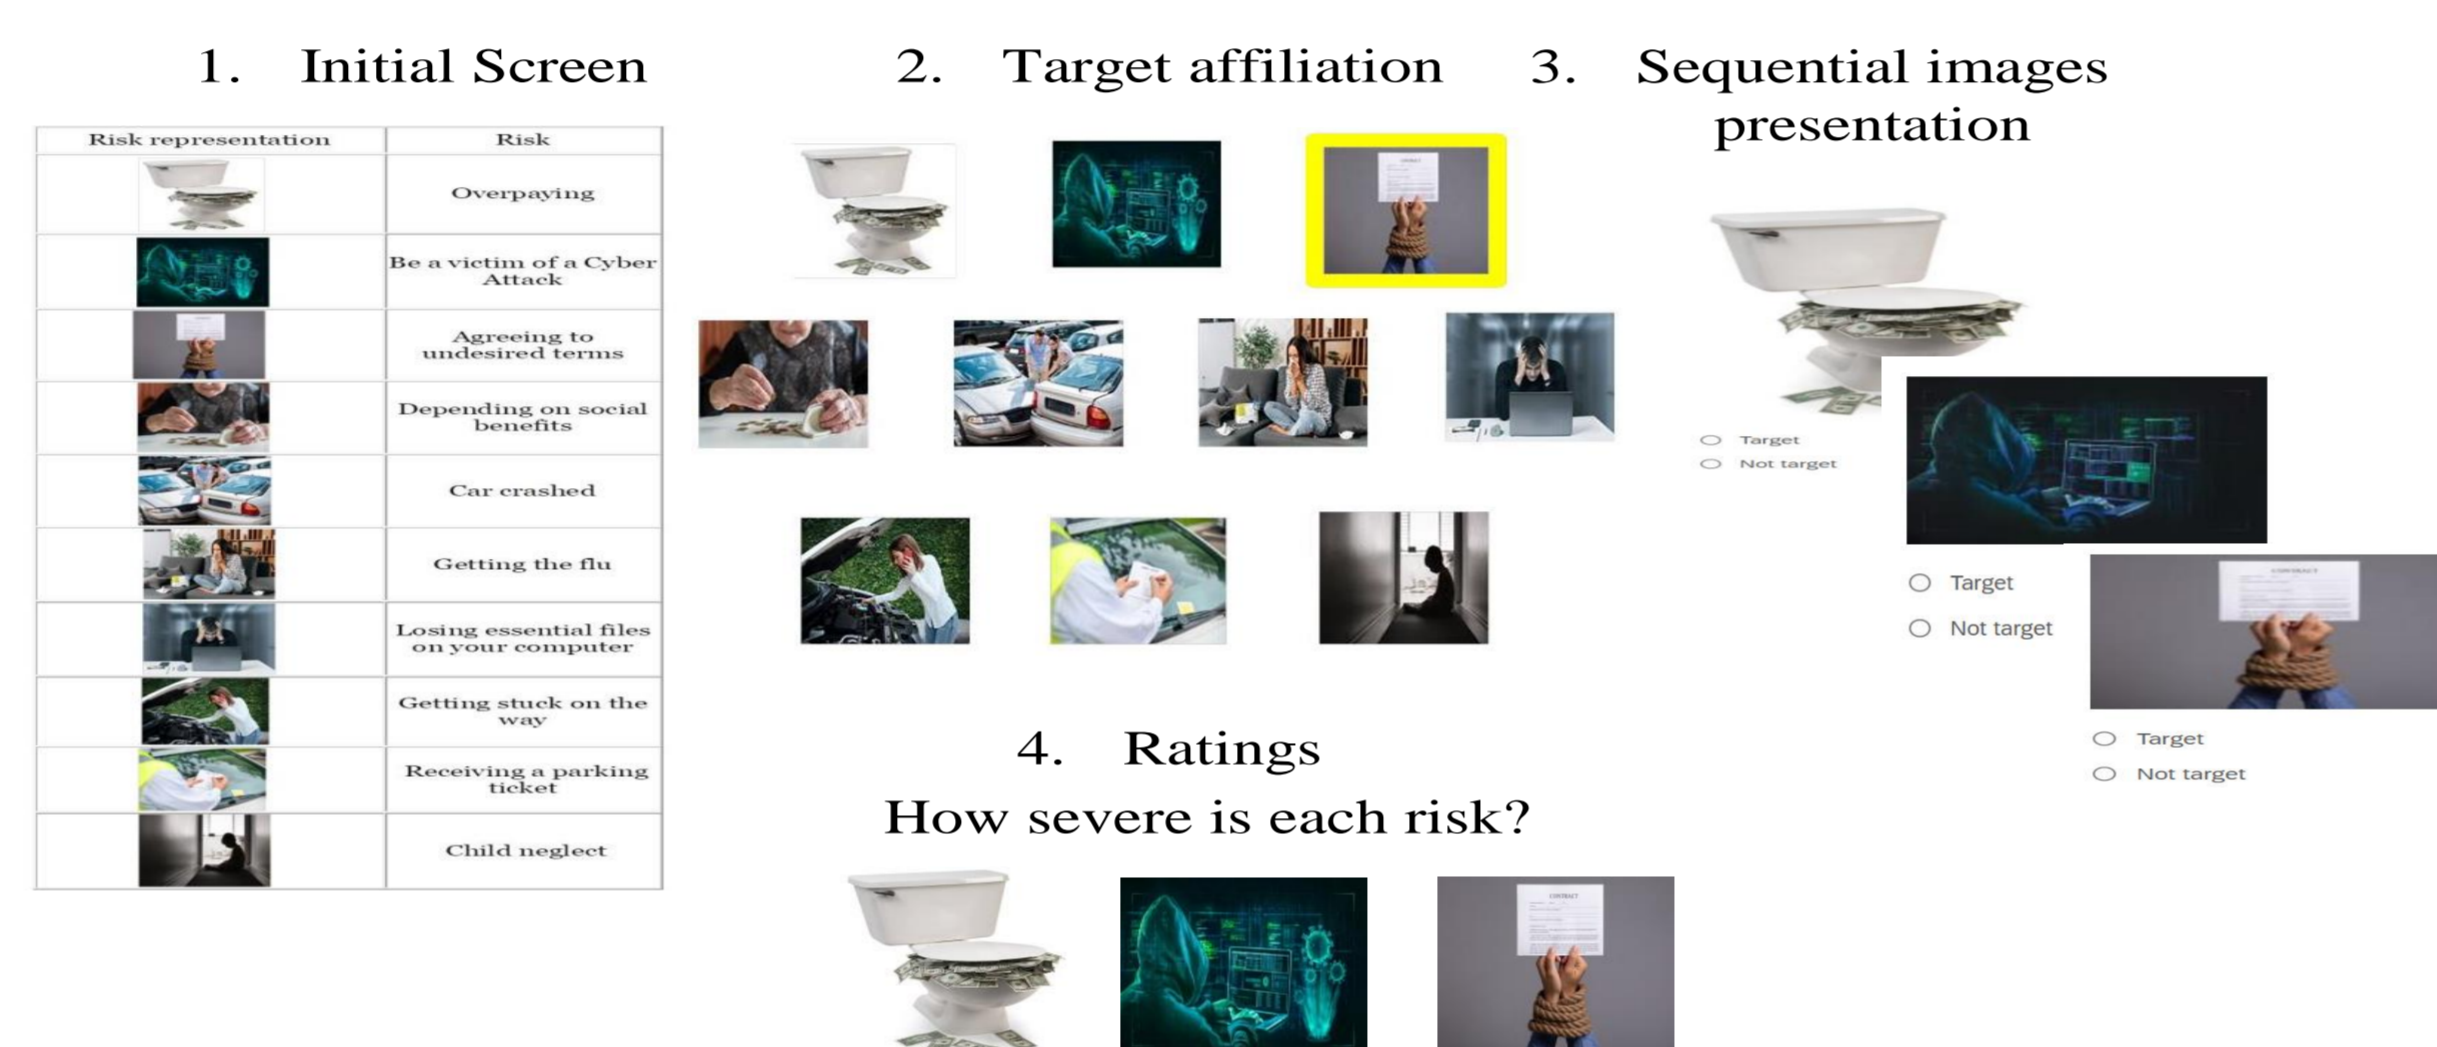 1. Initial Screen
Risk representation Risk
Overpaying
Be a victim of a Cyber
Attack
Agreeing to
undesired terms
Depending on social
benefits
Car crashed
Getting the flu
Losing essential files
on your computer
Getting stuck on the
way
Receiving a parking
ticket
Child neglect
2. Target affiliation
3. Sequential images
presentation
Target
Not target
Target
Not target
CONTRACT
Target
Not target
4. Ratings
How severe is each risk?
CONTRACT